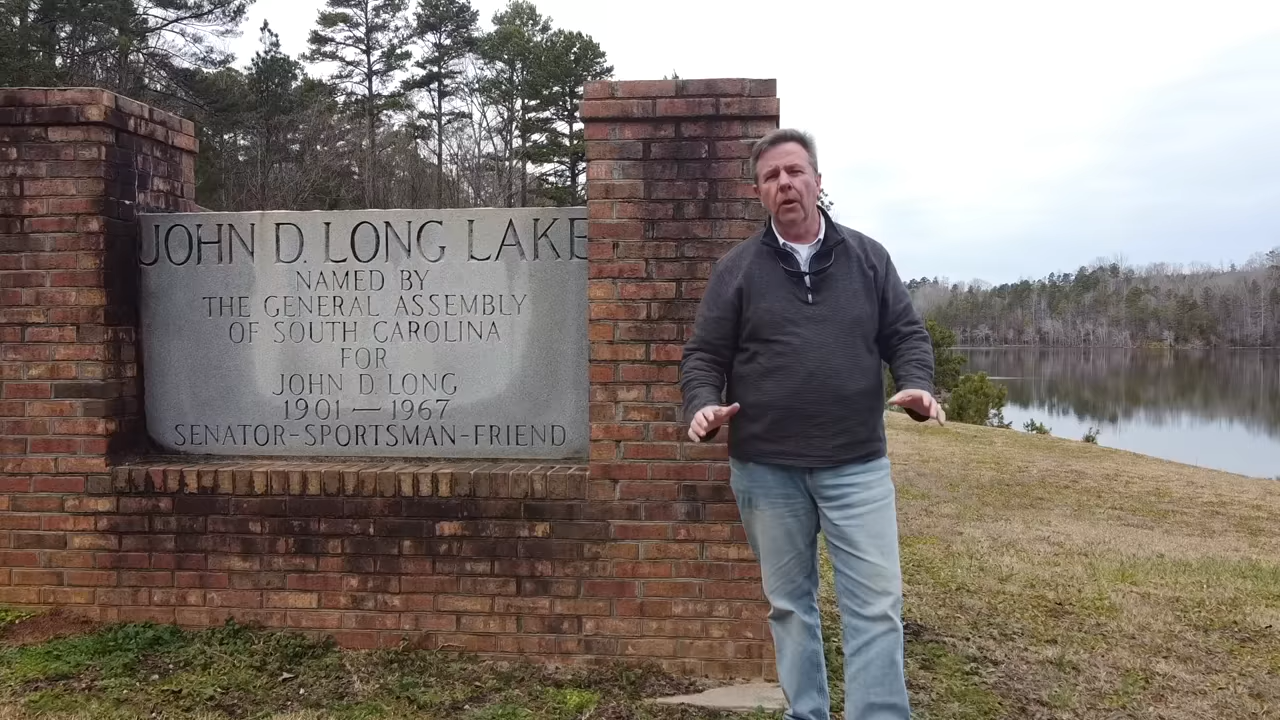 JOHN D. LONG LAKE
NAMED BY
THE GENERAL ASSEMBLY
OF SOUTH CAROLINA
FOR
JOHN D. LONG
1901 — 1967
SENATOR-SPORTSMAN-FRIEND